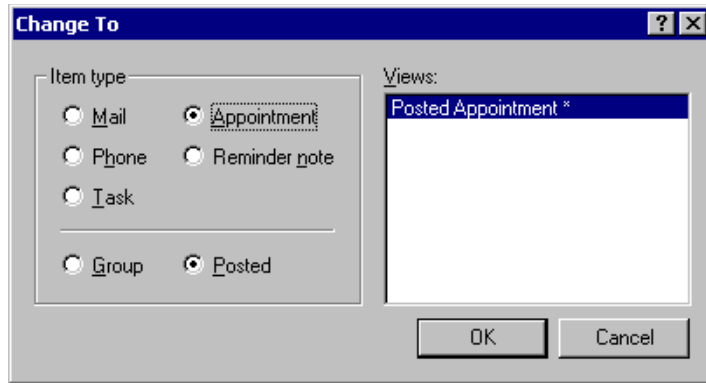 Change To
Item type
Mail
Appointment
Phone
Reminder note
Task
Group
Posted
Views:
Posted Appointment *
OK
Cancel